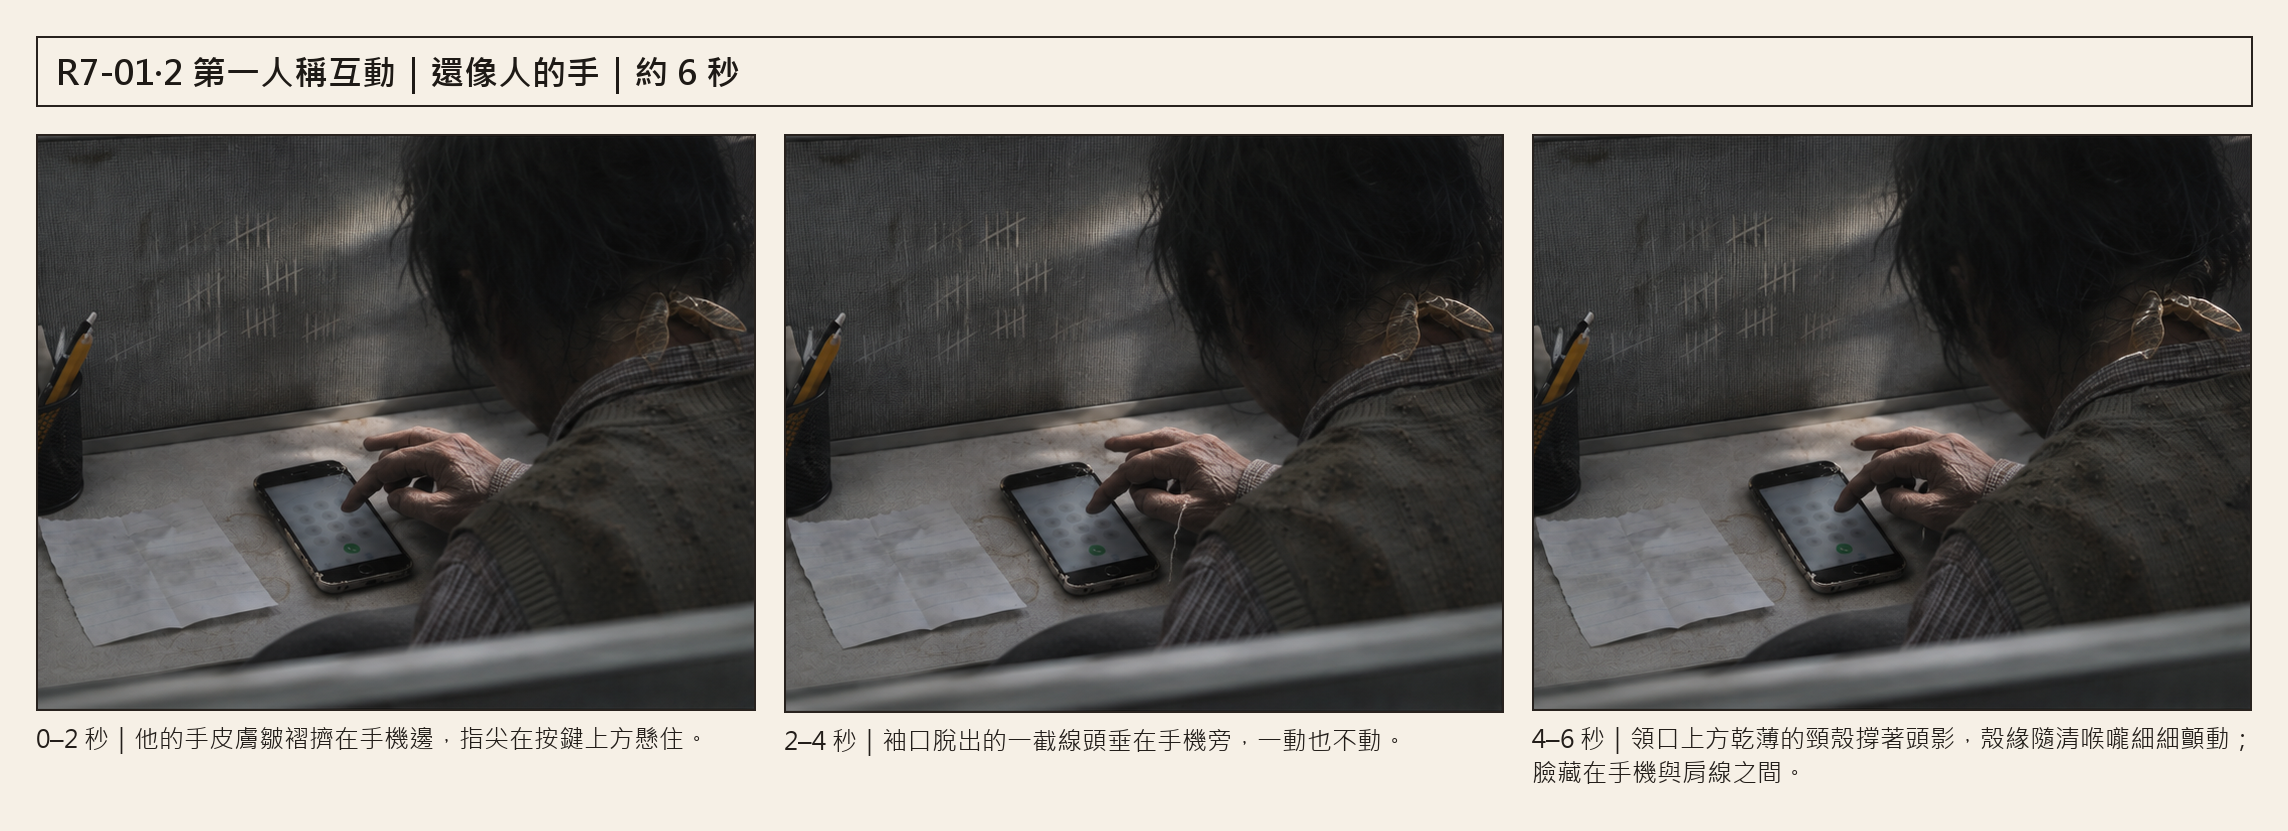 R7-01·2 第一人稱互動｜還像人的手｜約 6 秒
0–2 秒｜他的手皮膚皺褶擠在手機邊，指尖在按鍵上方懸住。
2–4 秒｜袖口脫出的一截線頭垂在手機旁，一動也不動。
4–6 秒｜領口上方乾薄的頸殼撐著頭影，殼緣隨清喉嚨細細顫動；
臉藏在手機與肩線之間。